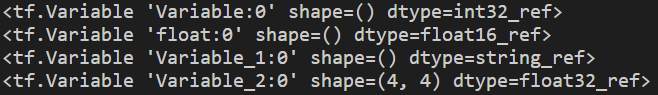 <tf.Variable 'Variable:0' shape=() dtype=int32_ref>
<tf.Variable 'float:0' shape=() dtype=float16_ref>
<tf.Variable 'Variable_1:0' shape=() dtype=string_ref>
<tf.Variable 'Variable_2:0' shape=(4, 4) dtype=float32_ref>